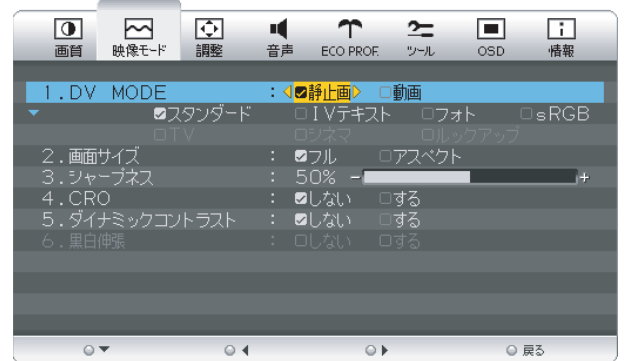 画質 映像モード 調整 音声 ECO PROF. ツール OSD 情報
1.DV MODE : 静止画 動画
スタンダード IVテキスト フォト sRGB
TV シネマ ルックアップ
2.画面サイズ : フル アスペクト
3.シャープネス : 50% - +
4.CRO : しない する
5.ダイナミックコントラスト : しない する
6.黒白伸張 : しない する
戻る